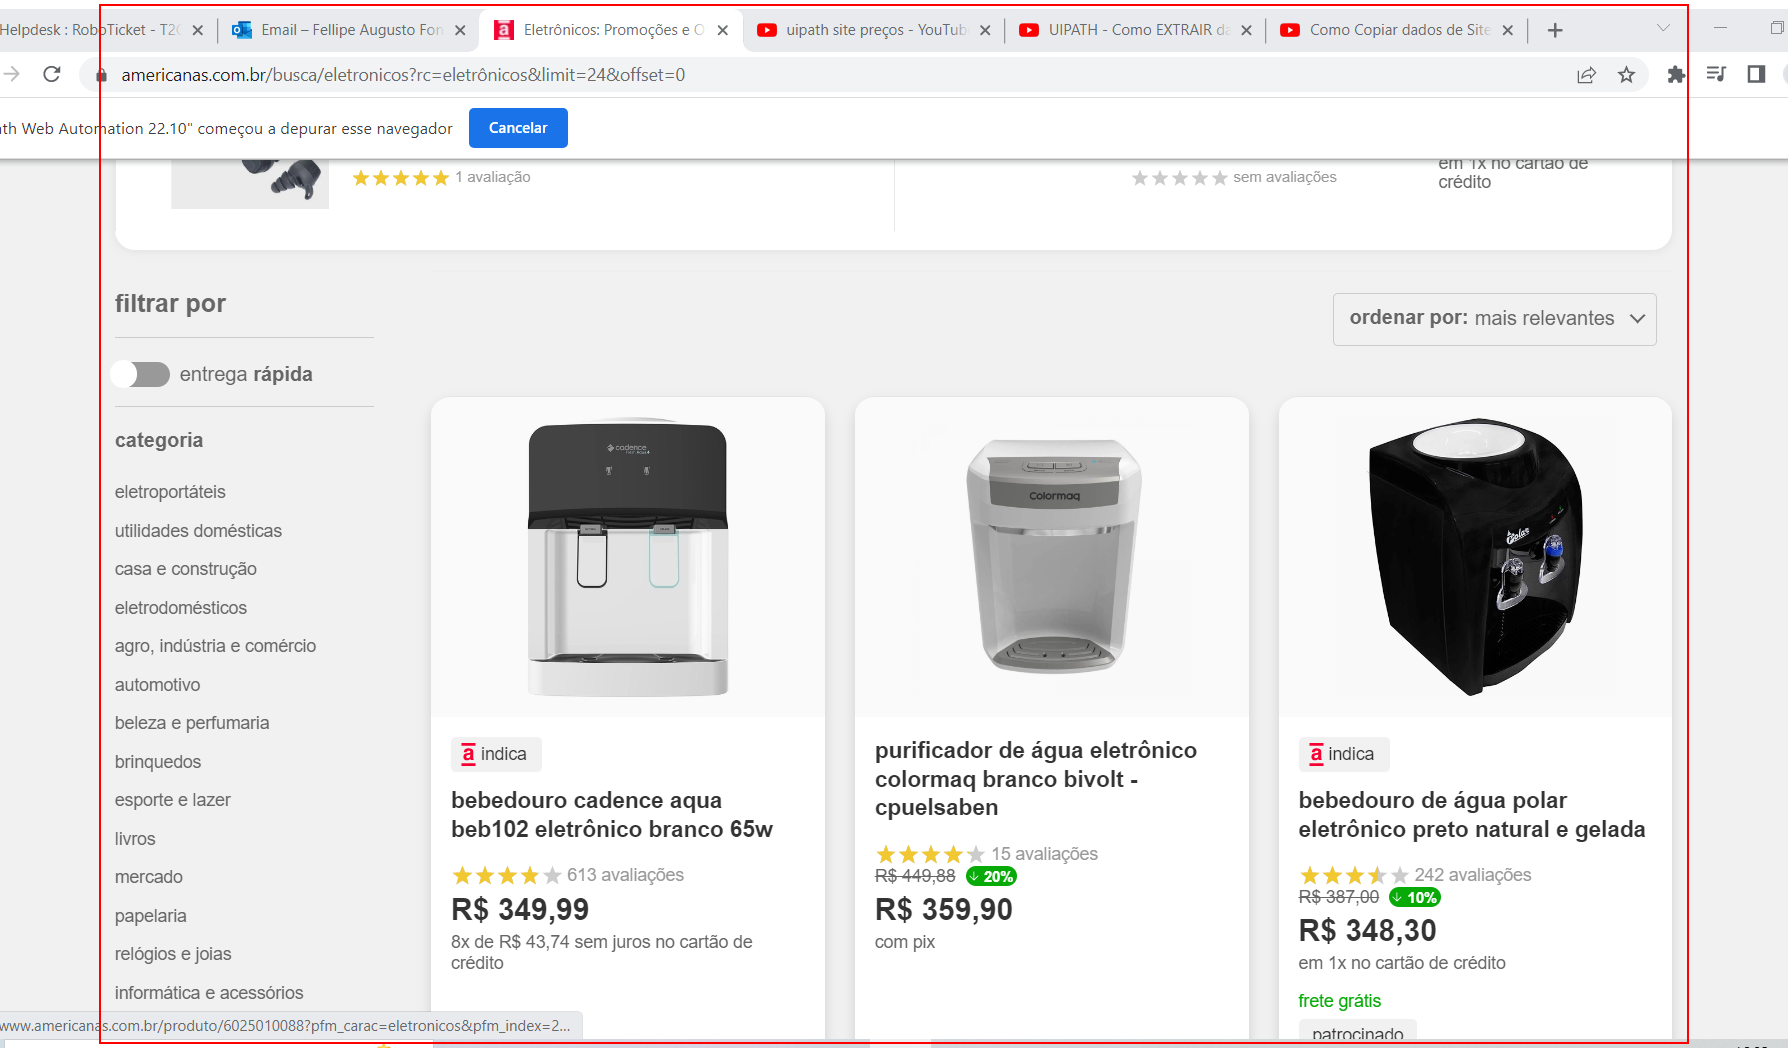 Helpdesk : RoboTicket - T2C
Email – Fellipe Augusto Fon
Eletrônicos: Promoções e O
uipath site preços - YouTub
UIPATH - Como EXTRAIR da
Como Copiar dados de Site
americanas.com.br/busca/eletronicos?rc=eletrônicos&limit=24&offset=0
ath Web Automation 22.10" começou a depurar esse navegador
Cancelar
1 avaliação
sem avaliações
em 1x no cartão de
crédito
filtrar por
ordenar por: mais relevantes
entrega rápida
categoria
eletroportáteis
utilidades domésticas
casa e construção
eletrodomésticos
agro, indústria e comércio
automotivo
beleza e perfumaria
brinquedos
esporte e lazer
livros
mercado
papelaria
relógios e joias
informática e acessórios
cadence
a indica
bebedouro cadence aqua
beb102 eletrônico branco 65w
613 avaliações
R$ 349,99
8x de R$ 43,74 sem juros no cartão de
crédito
Colormaq
purificador de água eletrônico
colormaq branco bivolt -
cpuelsaben
15 avaliações
R$ 449,88 20%
R$ 359,90
com pix
Polar
a indica
bebedouro de água polar
eletrônico preto natural e gelada
242 avaliações
R$ 387,00 10%
R$ 348,30
em 1x no cartão de crédito
frete grátis
patrocinado
www.americanas.com.br/produto/6025010088?pfm_carac=eletronicos&pfm_index=2...